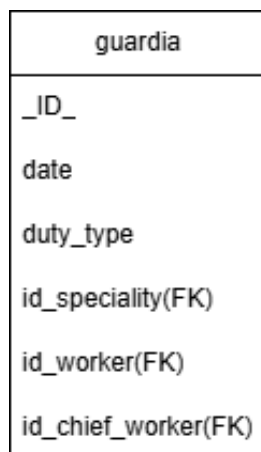 guardia
_ID_
date
duty_type
id_speciality(FK)
id_worker(FK)
id_chief_worker(FK)